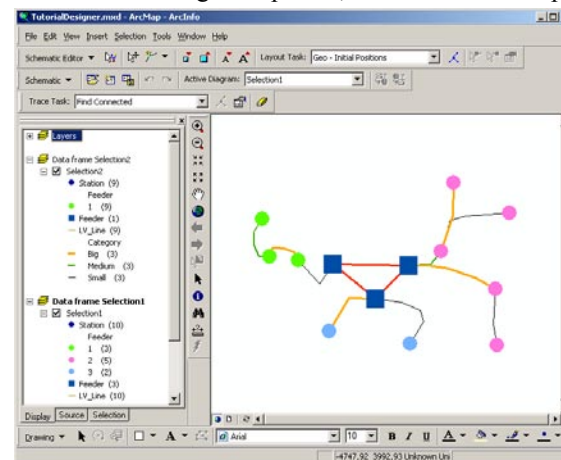 TutorialDesigner.mxd - ArcMap - ArcInfo
File Edit View Insert Selection Tools Window Help
Schematic Editor Layout Task: Geo - Initial Positions
Schematic Active Diagram: Selection1
Trace Task: Find Connected
Layers
Data frame Selection2
Selection2
Station (9)
Feeder
1 (9)
Feeder (1)
LV_Line (9)
Category
Big (3)
Medium (3)
Small (3)
Data frame Selection1
Selection1
Station (10)
Feeder
1 (3)
2 (5)
3 (2)
Feeder (3)
LV_Line (10)
Display Source Selection
Drawing A Arial 10 B I U A
-4747.92 3992.93 Unknown Uni